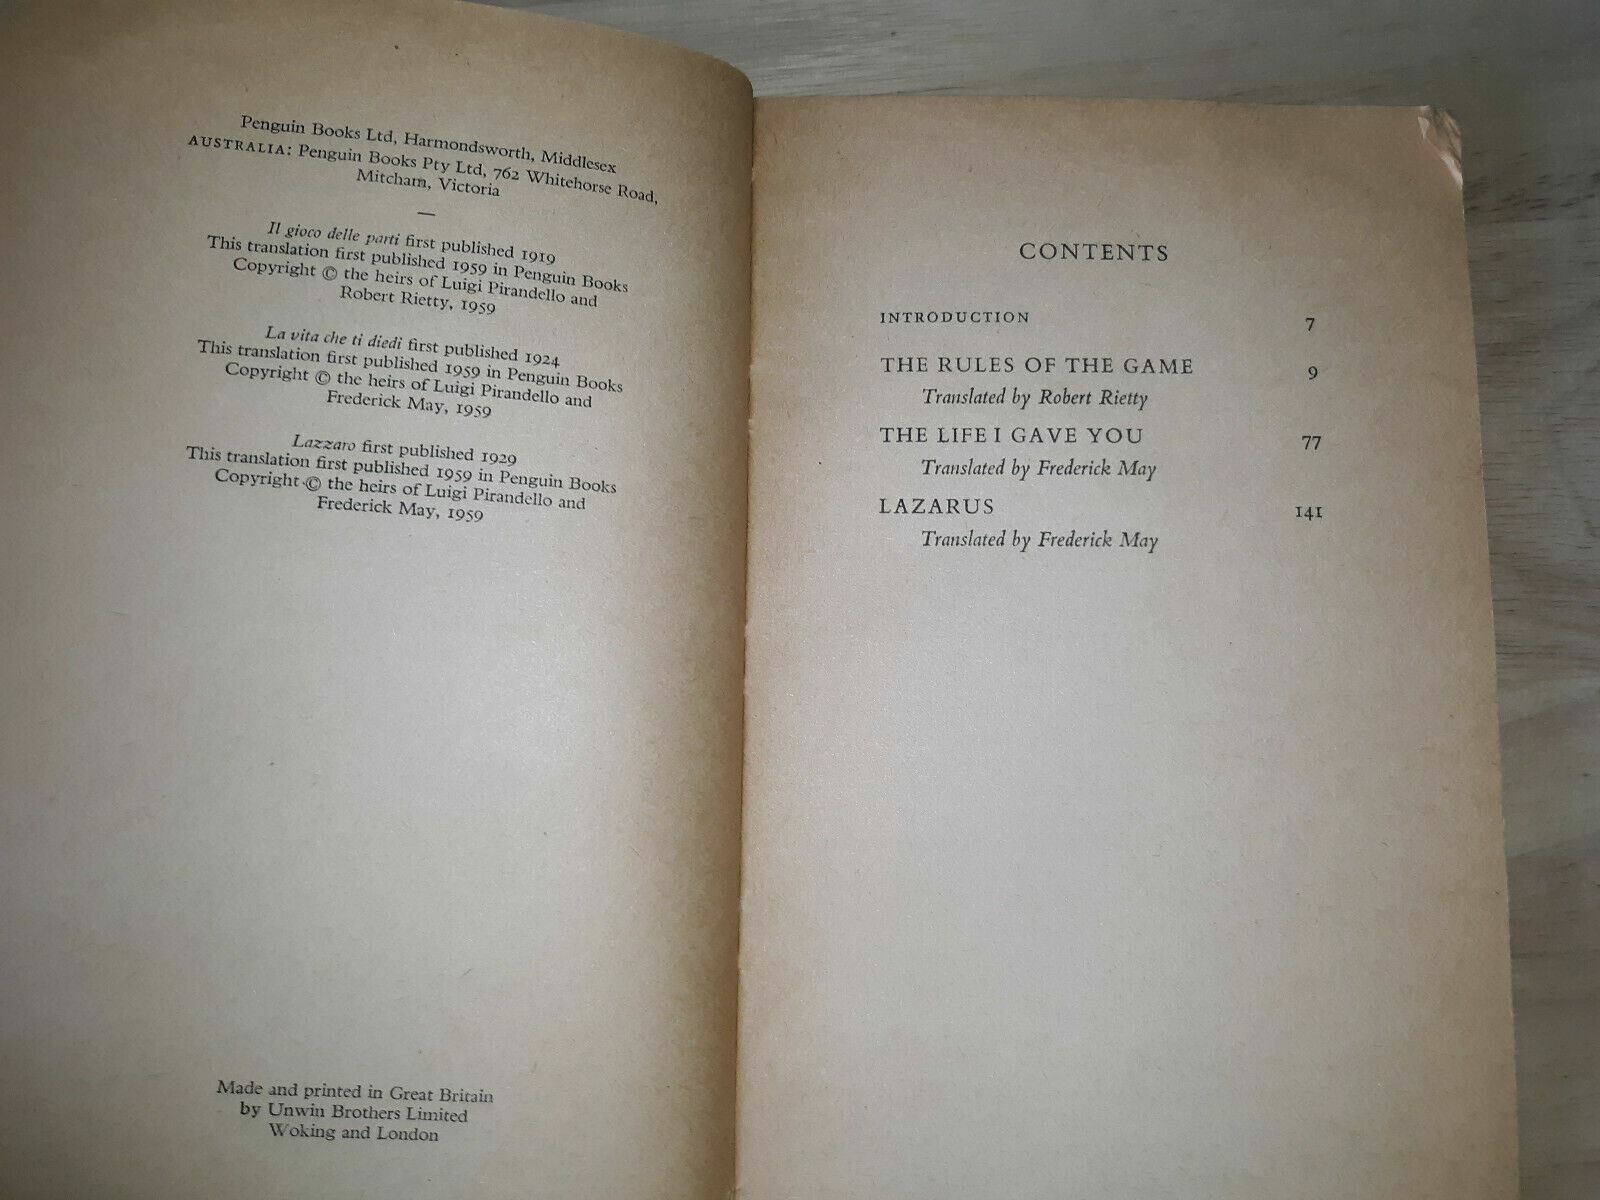 Penguin Books Ltd, Harmondsworth, Middlesex
AUSTRALIA: Penguin Books Pty Ltd, 762 Whitehorse Road,
Mitcham, Victoria
—
Il gioco delle parti first published 1919
This translation first published 1959 in Penguin Books
Copyright © the heirs of Luigi Pirandello and
Robert Rietty, 1959
La vita che ti diedi first published 1924
This translation first published 1959 in Penguin Books
Copyright © the heirs of Luigi Pirandello and
Frederick May, 1959
Lazzaro first published 1929
This translation first published 1959 in Penguin Books
Copyright © the heirs of Luigi Pirandello and
Frederick May, 1959
Made and printed in Great Britain
by Unwin Brothers Limited
Woking and London
CONTENTS
INTRODUCTION 7
THE RULES OF THE GAME 9
Translated by Robert Rietty
THE LIFE I GAVE YOU 77
Translated by Frederick May
LAZARUS 141
Translated by Frederick May